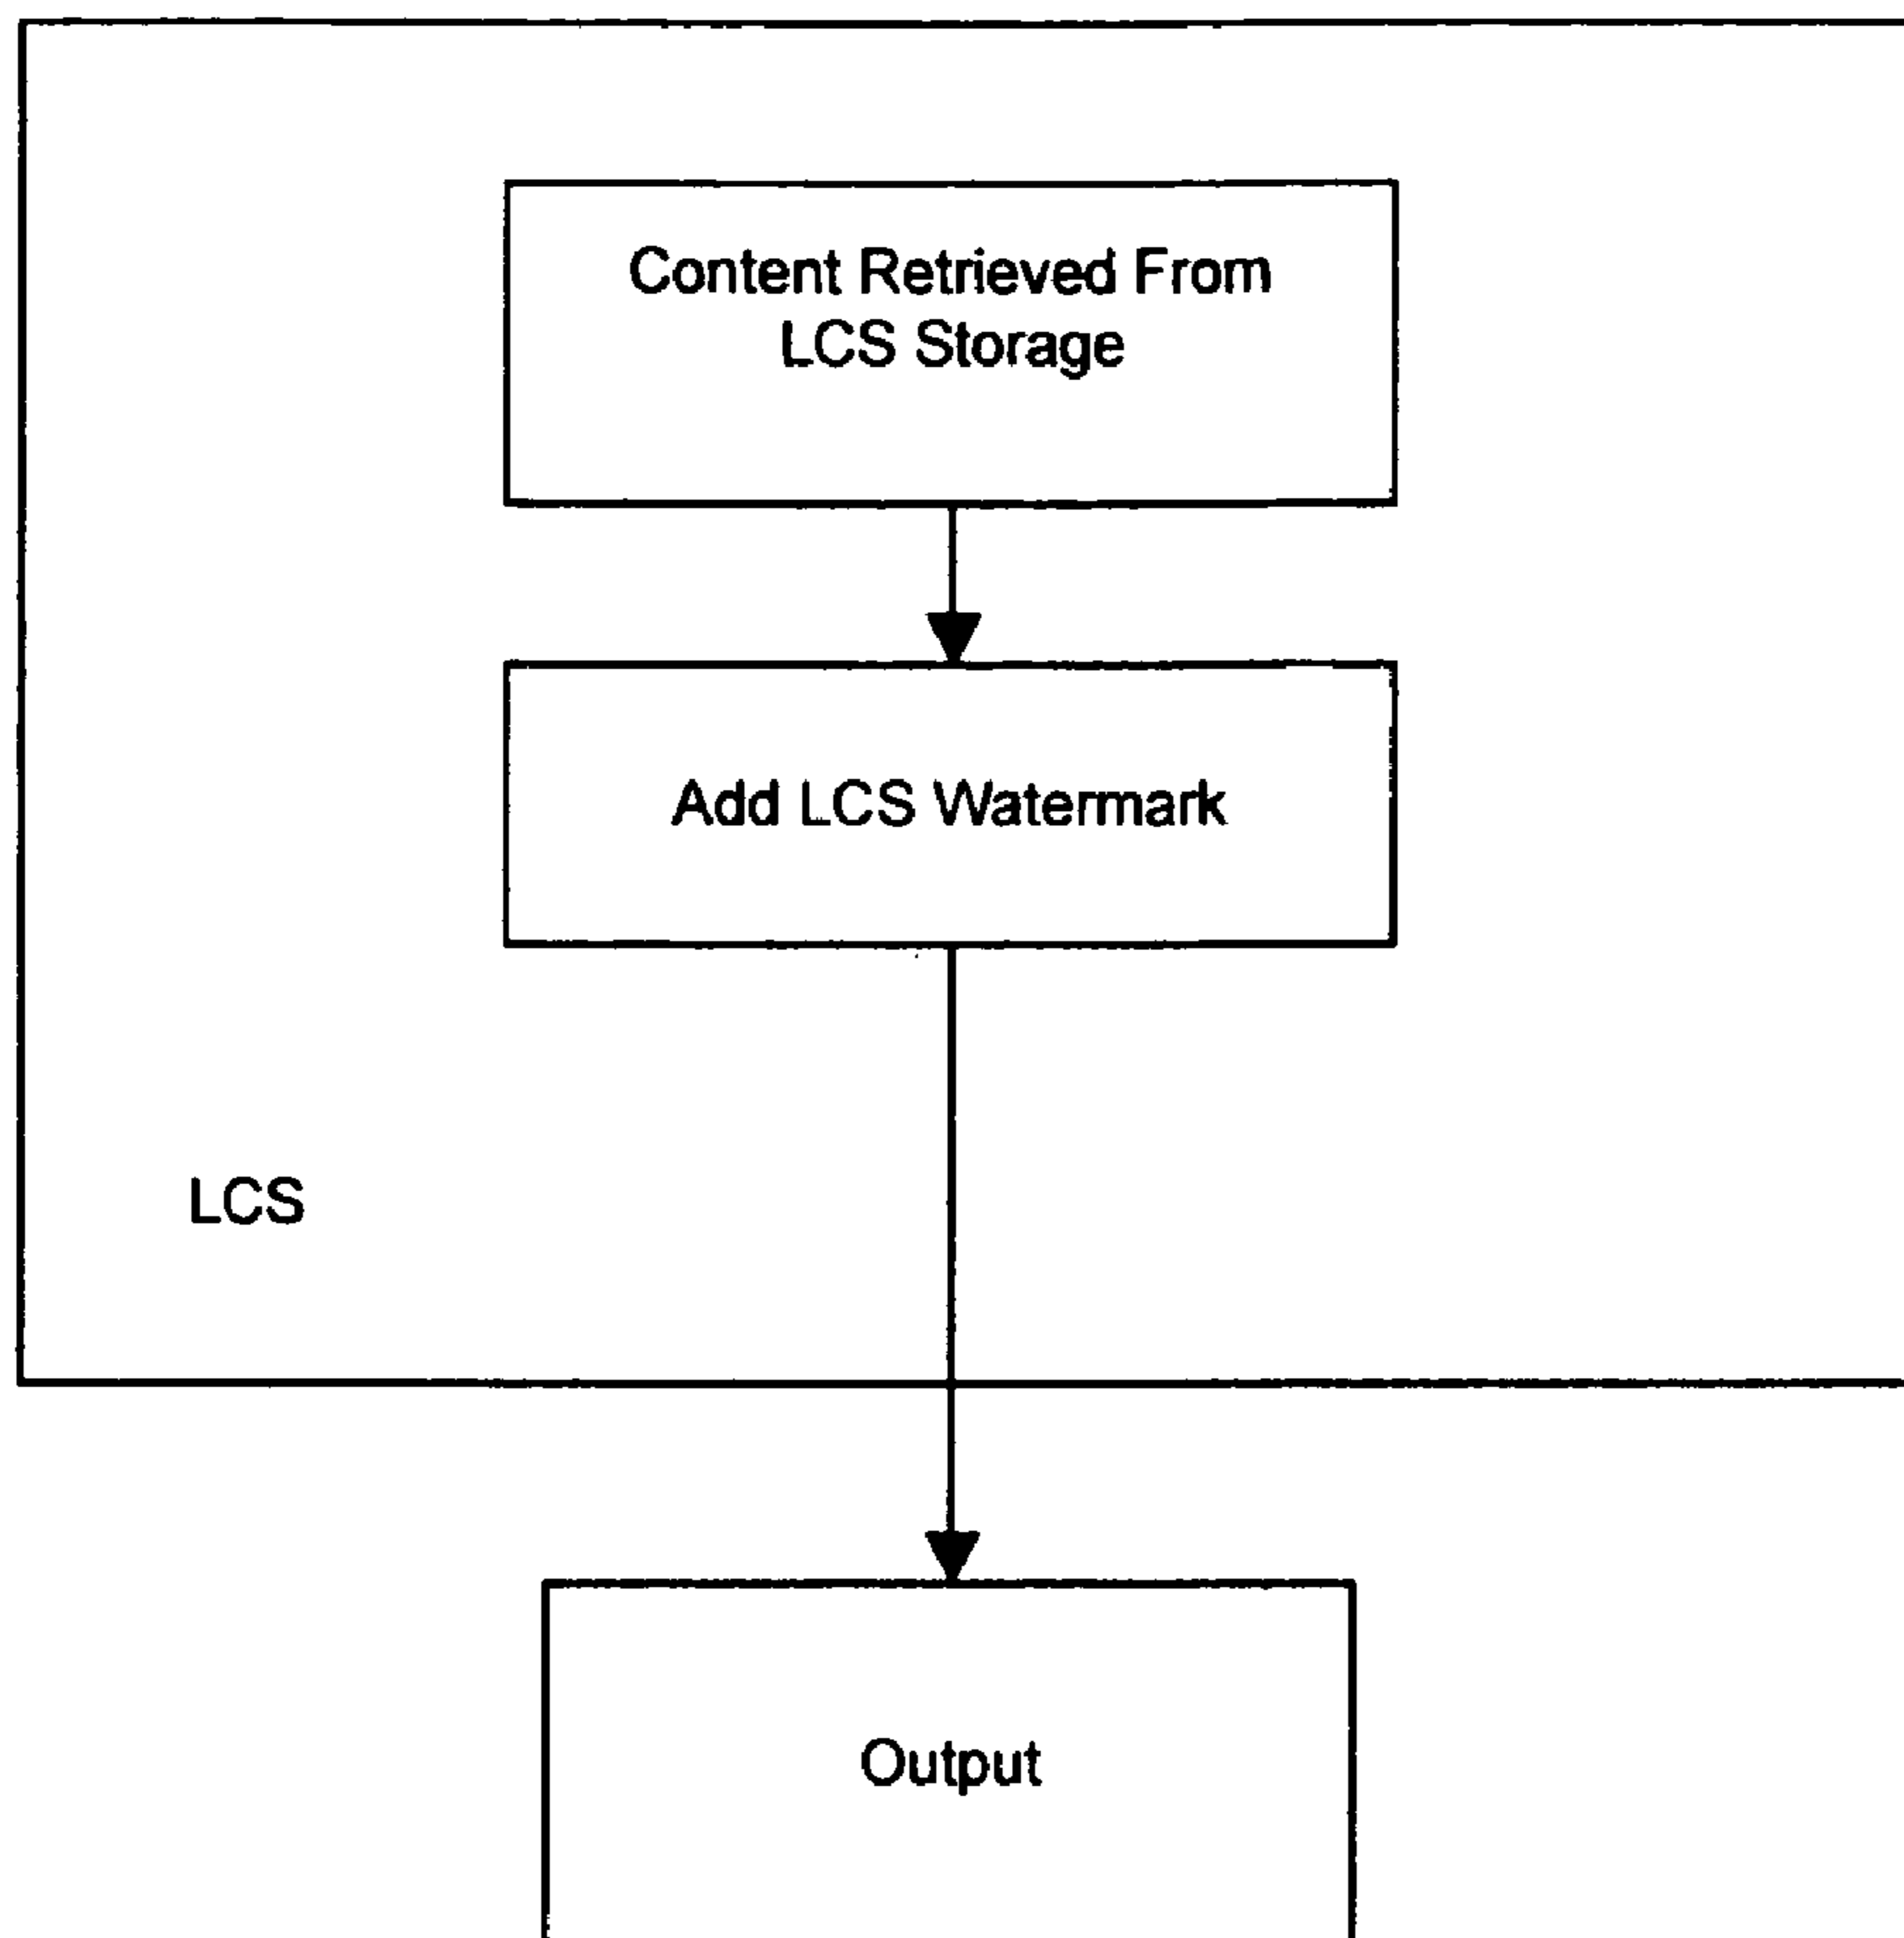 Content Retrieved From
LCS Storage
Add LCS Watermark
LCS
Output